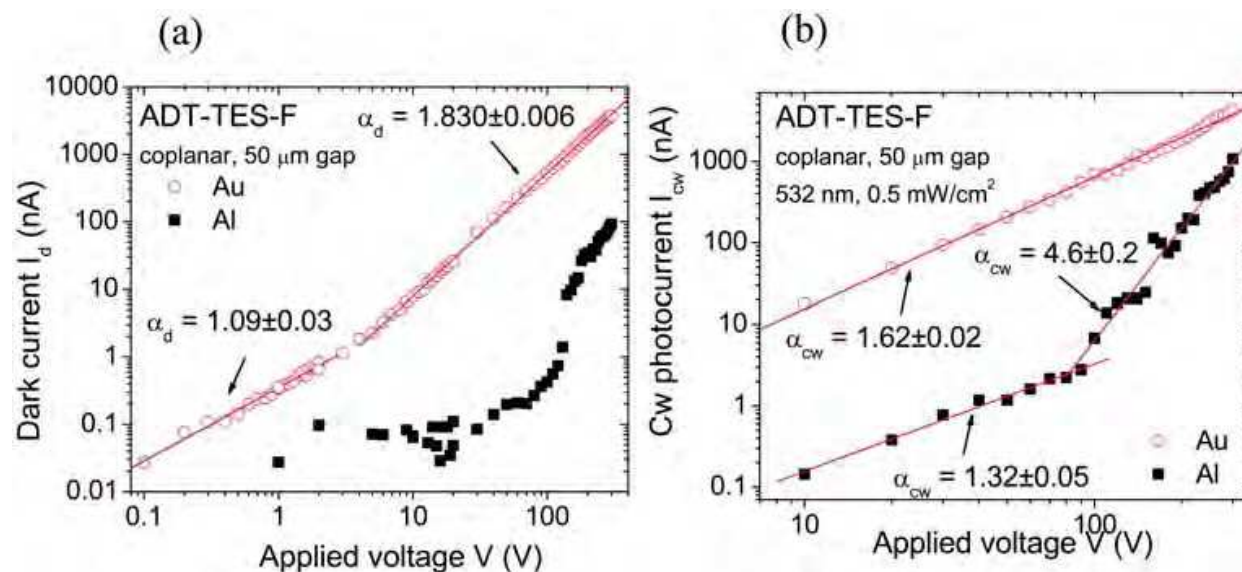 (a)
10000
1000
100
10
1
0.1
0.01
Dark current I_d (nA)
ADT-TES-F
coplanar, 50 μm gap
Au
Al
α_d = 1.830±0.006
α_d = 1.09±0.03
0.1
1
10
100
Applied voltage V (V)
(b)
1000
100
10
1
0.1
Cw photocurrent I_cw (nA)
ADT-TES-F
coplanar, 50 μm gap
532 nm, 0.5 mW/cm²
α_cw = 4.6±0.2
α_cw = 1.62±0.02
α_cw = 1.32±0.05
Au
Al
10
100
Applied voltage V (V)